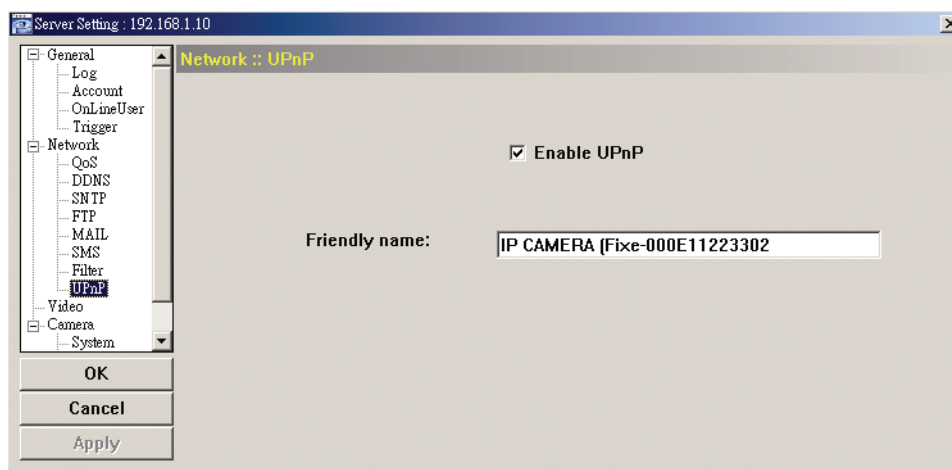 Server Setting : 192.168.1.10
General
Log
Account
OnLineUser
Trigger
Network
QoS
DDNS
SNTP
FTP
MAIL
SMS
Filter
UPnP
Video
Camera
System
OK
Cancel
Apply
Network :: UPnP
Enable UPnP
Friendly name:
IP CAMERA (Fixe-000E11223302